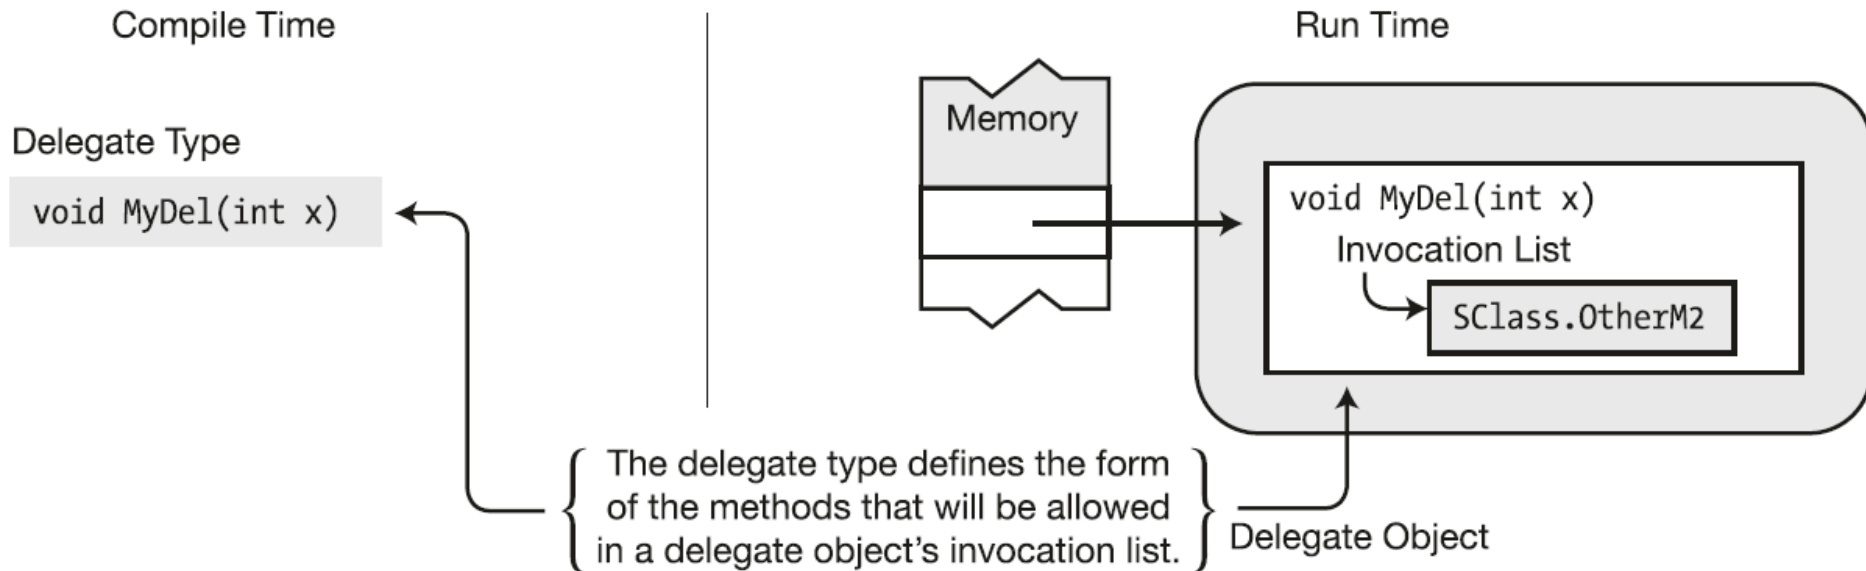 Compile Time
Run Time
Memory
Delegate Type
void MyDel(int x)
void MyDel(int x)
Invocation List
SClass.OtherM2
The delegate type defines the form
of the methods that will be allowed
in a delegate object’s invocation list.
Delegate Object